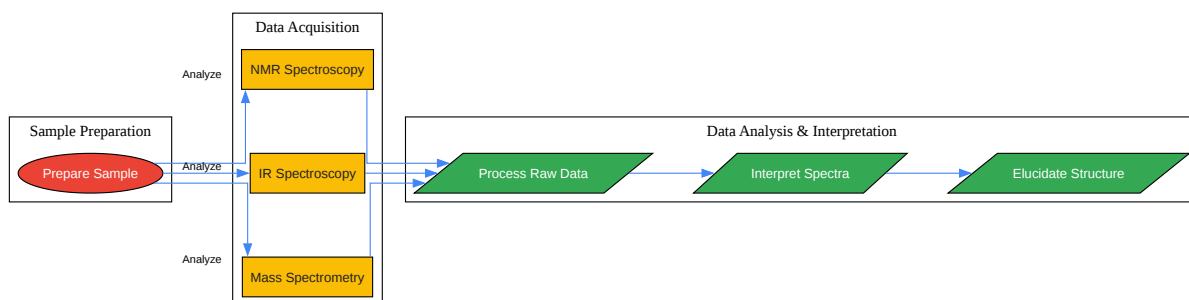 Data Acquisition
NMR Spectroscopy
Analyze
Sample Preparation
Data Analysis & Interpretation
Prepare Sample
Analyze
IR Spectroscopy
Process Raw Data
Interpret Spectra
Elucidate Structure
Analyze
Mass Spectrometry